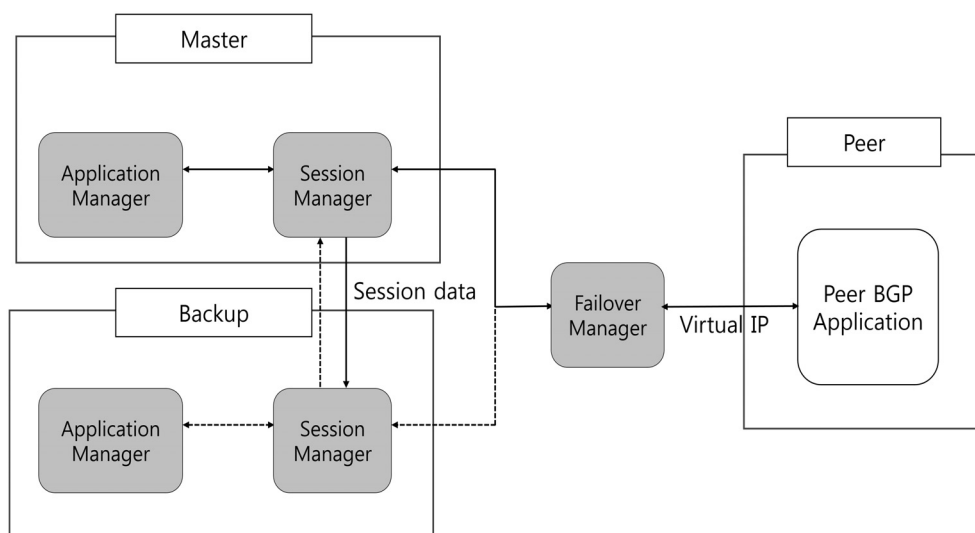 Master
Application
Manager
Session
Manager
Session data
Backup
Application
Manager
Session
Manager
Failover
Manager
Virtual IP
Peer
Peer BGP
Application